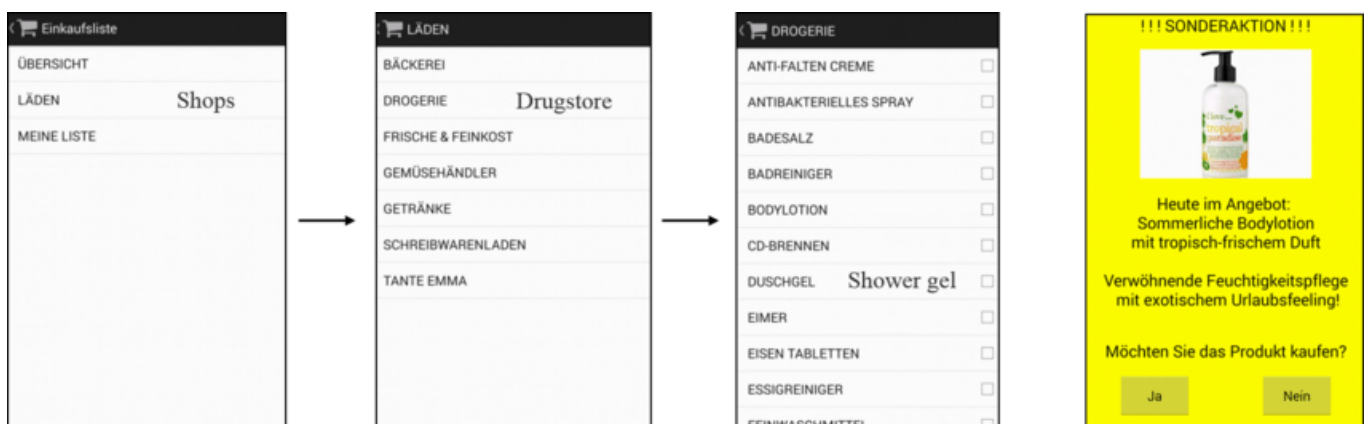 Einkaufsliste
ÜBERSICHT
LÄDEN Shops
MEINE LISTE
LÄDEN
BÄCKEREI
DROGERIE Drugstore
FRISCHE & FEINKOST
GEMÜSEHÄNDLER
GETRÄNKE
SCHREIBWARENLADEN
TANTE EMMA
DROGERIE
ANTI-FALTEN CREME
ANTIBAKTERIELLES SPRAY
BADESALZ
BADREINIGER
BODYLOTION
CD-BRENNEN
DUSCHGEL Shower gel
EIMER
EISEN TABLETTEN
ESSIGREINIGER
FEINWASCHMITTEL
!!! SONDERAKTION !!!
tropical
paradise
Heute im Angebot:
Sommerliche Bodylotion
mit tropisch-frischem Duft
Verwöhnende Feuchtigkeitspflege
mit exotischem Urlaubsfeeling!
Möchten Sie das Produkt kaufen?
Ja Nein